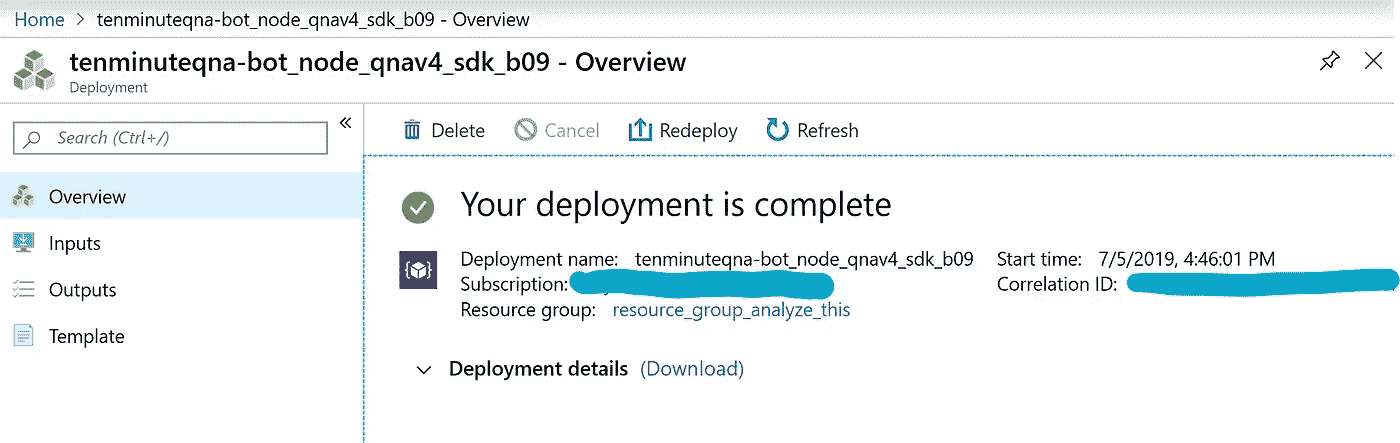 Home > tenminuteqna-bot_node_qnav4_sdk_b09 - Overview
tenminuteqna-bot_node_qnav4_sdk_b09 - Overview
Deployment
Search (Ctrl+/)
«
Delete Cancel Redeploy Refresh
Overview
Inputs
Outputs
Template
Your deployment is complete
Deployment name: tenminuteqna-bot_node_qnav4_sdk_b09 Start time: 7/5/2019, 4:46:01 PM
Subscription: Correlation ID:
Resource group: resource_group_analyze_this
Deployment details (Download)